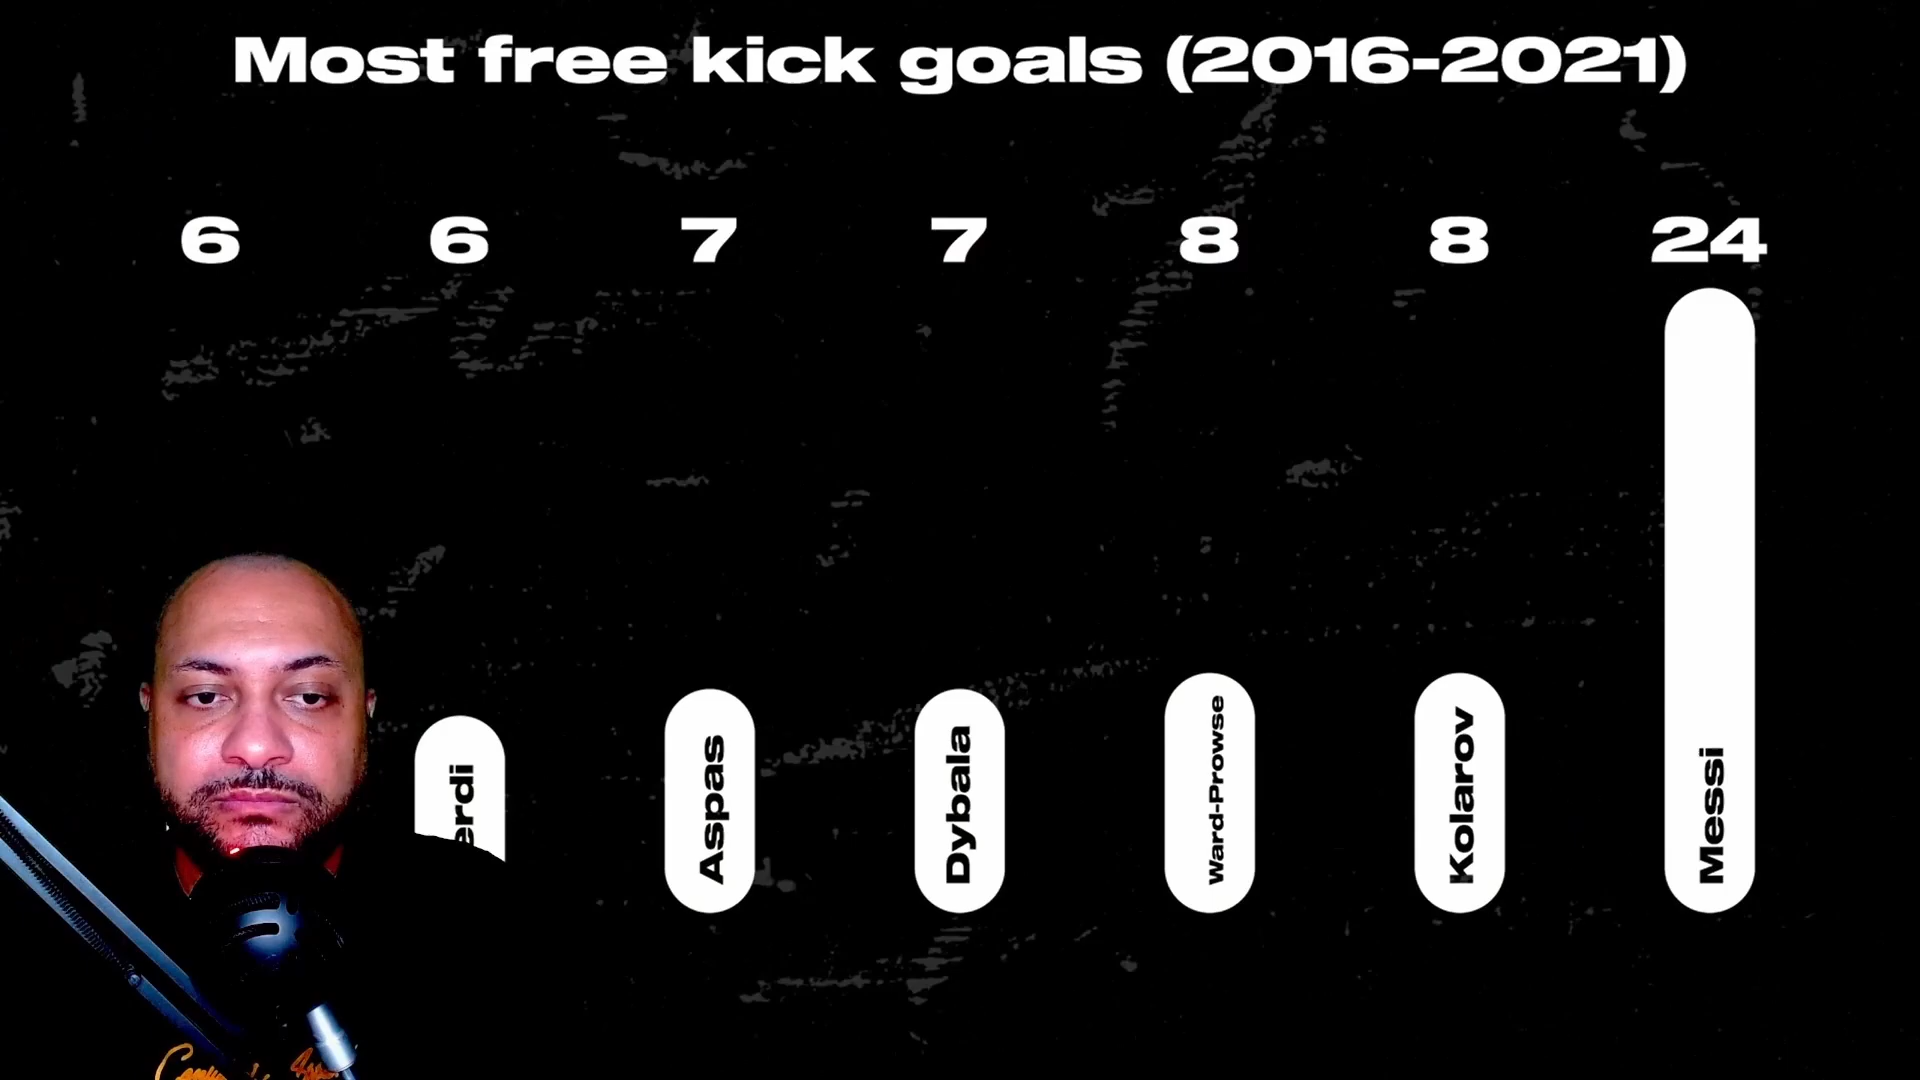 Most free kick goals (2016-2021)
6 6 7 7 8 8 24
erdi
Aspas
Dybala
Ward-Prowse
Kolarov
Messi